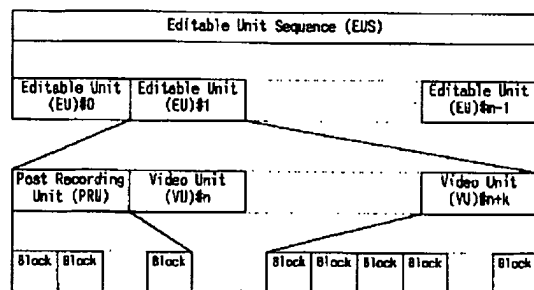 Editable Unit Sequence (EUS)
Editable Unit (EU)#0
Editable Unit (EU)#1
Editable Unit (EU)#n-1
Post Recording Unit (PRU)
Video Unit (VU)#n
Video Unit (VU)#n+k
Block
Block
Block
Block
Block
Block
Block
Block